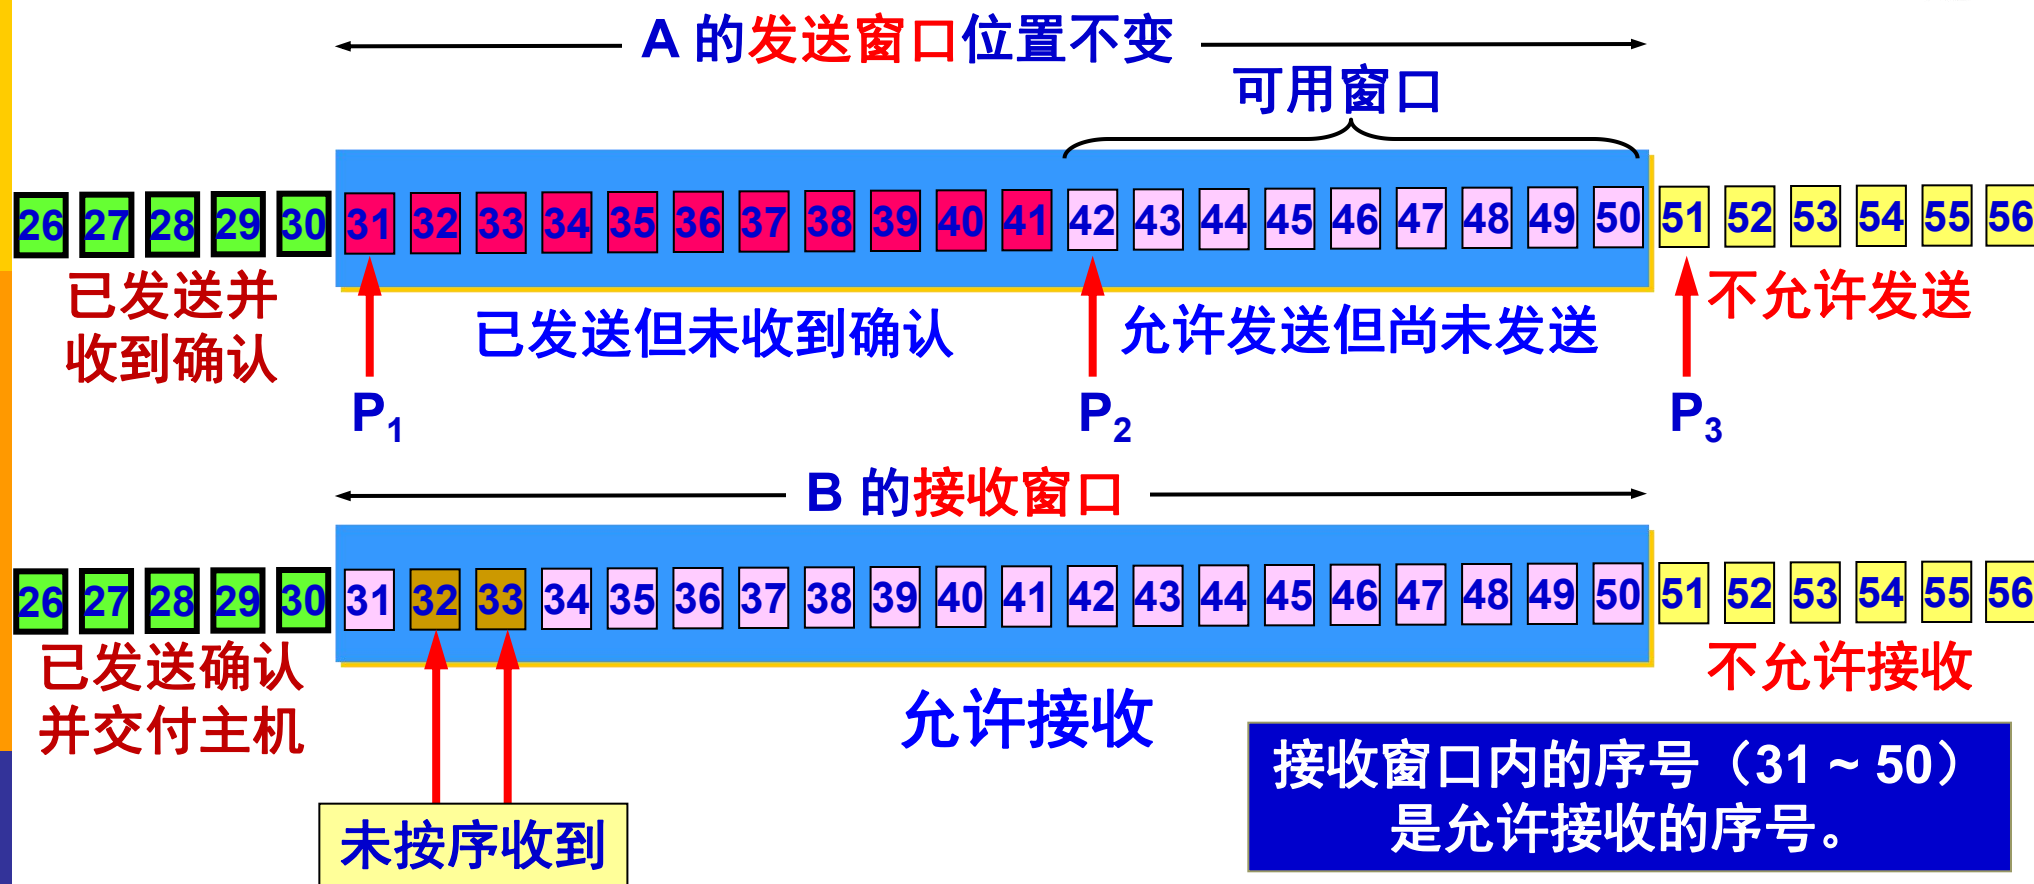 A 的发送窗口位置不变
可用窗口
26 27 28 29 30 31 32 33 34 35 36 37 38 39 40 41 42 43 44 45 46 47 48 49 50 51 52 53 54 55 56
已发送并
收到确认
已发送但未收到确认
允许发送但尚未发送
不允许发送
P1
P2
P3
B 的接收窗口
26 27 28 29 30 31 32 33 34 35 36 37 38 39 40 41 42 43 44 45 46 47 48 49 50 51 52 53 54 55 56
已发送确认
并交付主机
允许接收
不允许接收
未按序收到
接收窗口内的序号（31 ~ 50）
是允许接收的序号。